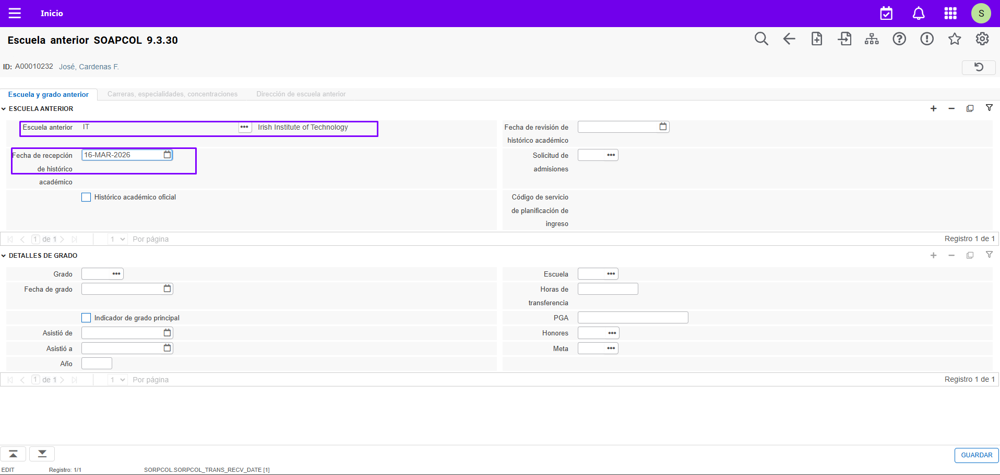 Inicio
S
Escuela anterior SOAPCOL 9.3.30
ID: A00010232 José, Cardenas F.
Escuela y grado anterior
Carreras, especialidades, concentraciones
Dirección de escuela anterior
ESCUELA ANTERIOR
Escuela anterior IT Irish Institute of Technology
Fecha de revisión de
histórico académico
Fecha de recepción 16-MAR-2026
de histórico
académico
Solicitud de
admisiones
Histórico académico oficial
Código de servicio
de planificación de
ingreso
1 de 1 1 Por página Registro 1 de 1
DETALLES DE GRADO
Grado
Escuela
Fecha de grado
Horas de
transferencia
Indicador de grado principal
PGA
Asistió de
Honores
Asistió a
Meta
Año
1 de 1 1 Por página Registro 1 de 1
GUARDAR
EDIT Registro: 1/1 SORPCOL.SORPCOL_TRANS_RECV_DATE [1]